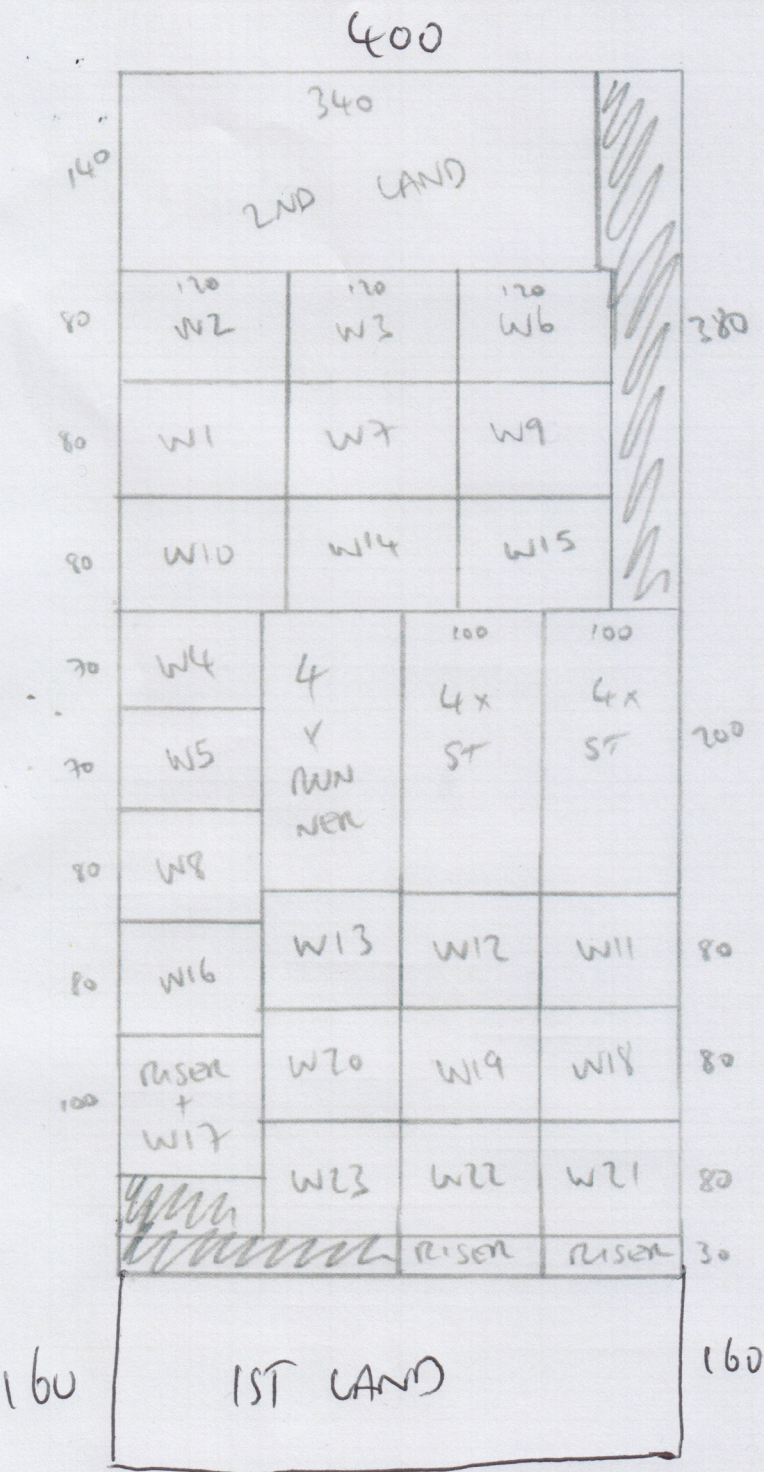 400
340
140
2ND LAND
120 120 120
80 W2 W3 W6 380
80 W1 W7 W9
80 W10 W14 W15
100 100
70 W4 4 4x 4x
X ST ST 200
70 W5 RUN
NER
80 W8
W13 W12 W11 80
80 W16
RISER W20 W19 W18 80
100 +
W17
W23 W22 W21 80
RISER RISER 30
160 1ST LAND 160